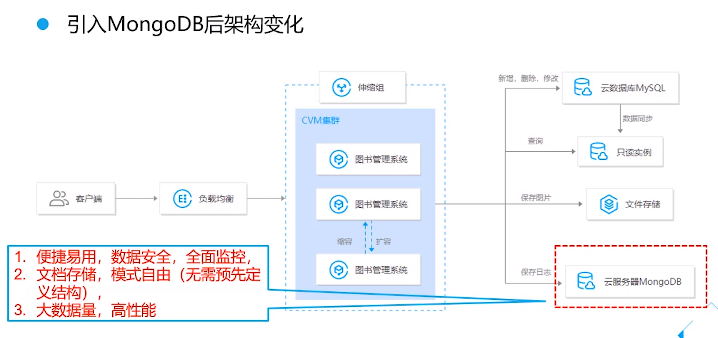 引入MongoDB后架构变化
伸缩组
CVM集群
图书管理系统
图书管理系统
缩容
扩容
图书管理系统
客户端
负载均衡
新增，删除，修改
云数据库MySQL
数据同步
查询
只读实例
保存图片
文件存储
保存日志
云服务器MongoDB
1. 便捷易用，数据安全，全面监控，
2. 文档存储，模式自由（无需预先定
义结构），
3. 大数据量，高性能